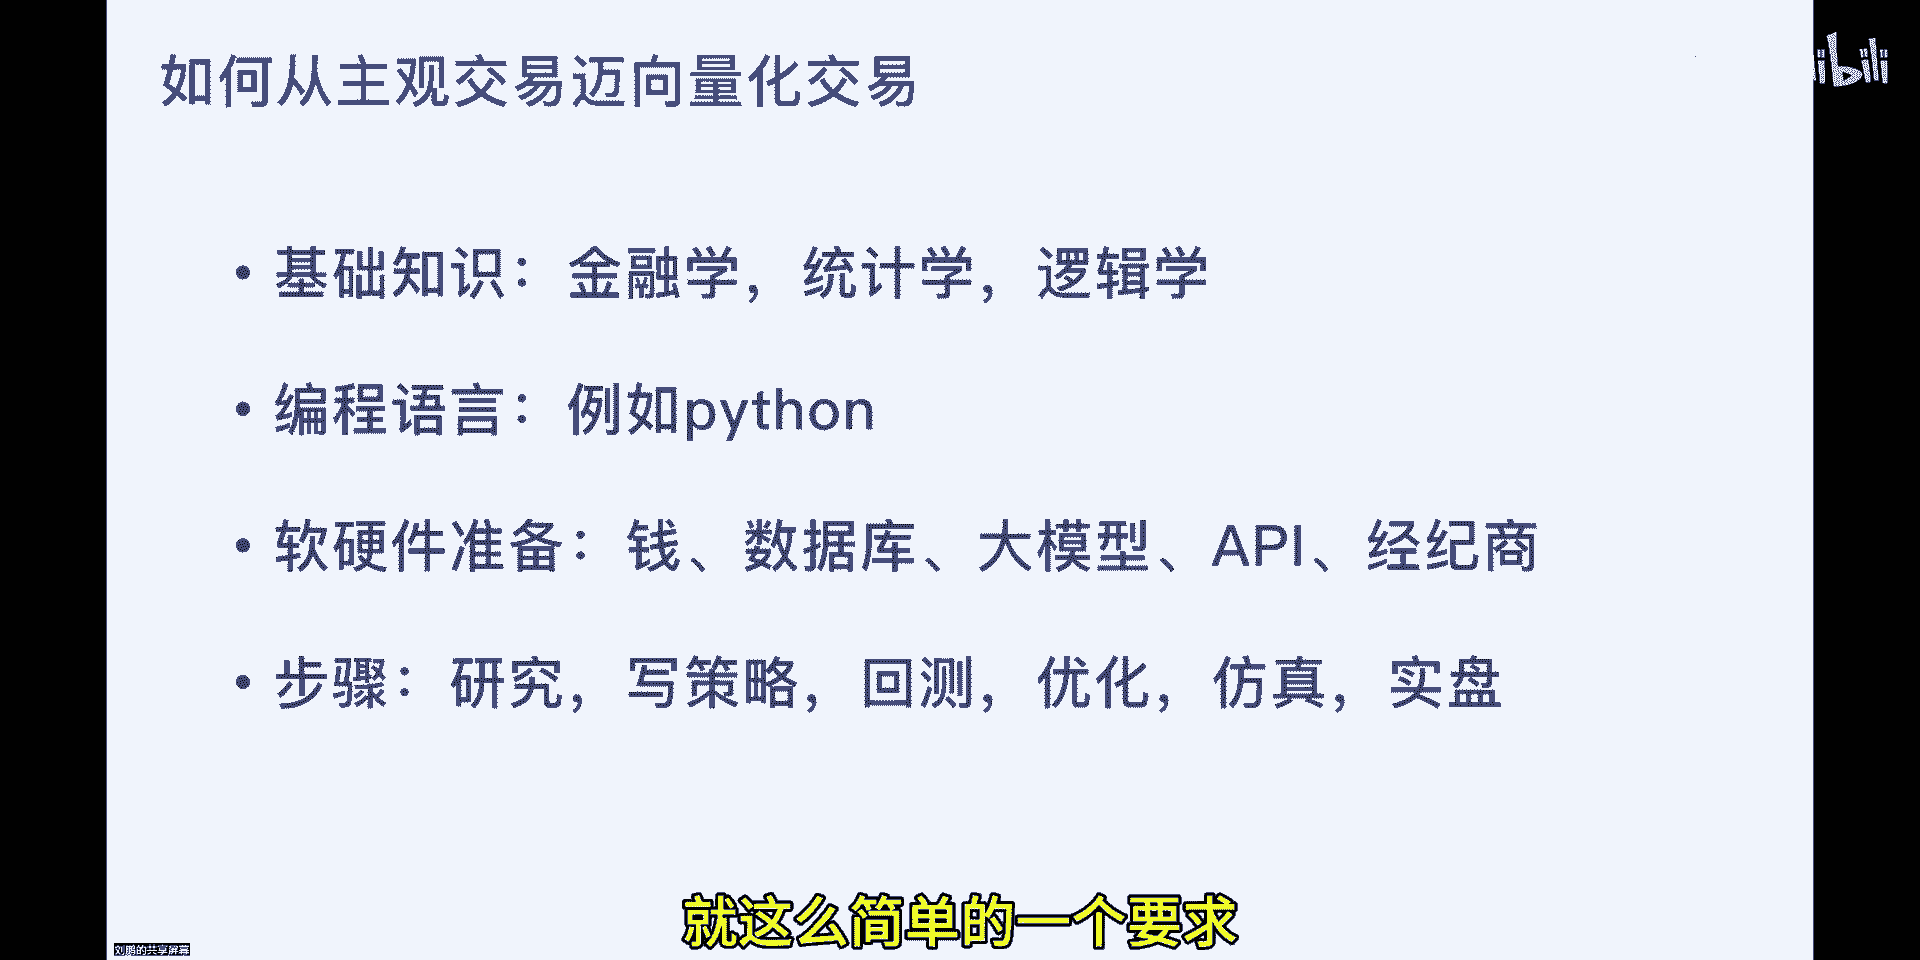 如何从主观交易迈向量化交易
bili
• 基础知识：金融学，统计学，逻辑学
• 编程语言：例如python
• 软硬件准备：钱、数据库、大模型、API、经纪商
• 步骤：研究，写策略，回测，优化，仿真，实盘
就这么简单的一个要求
刘鹏的共享屏幕